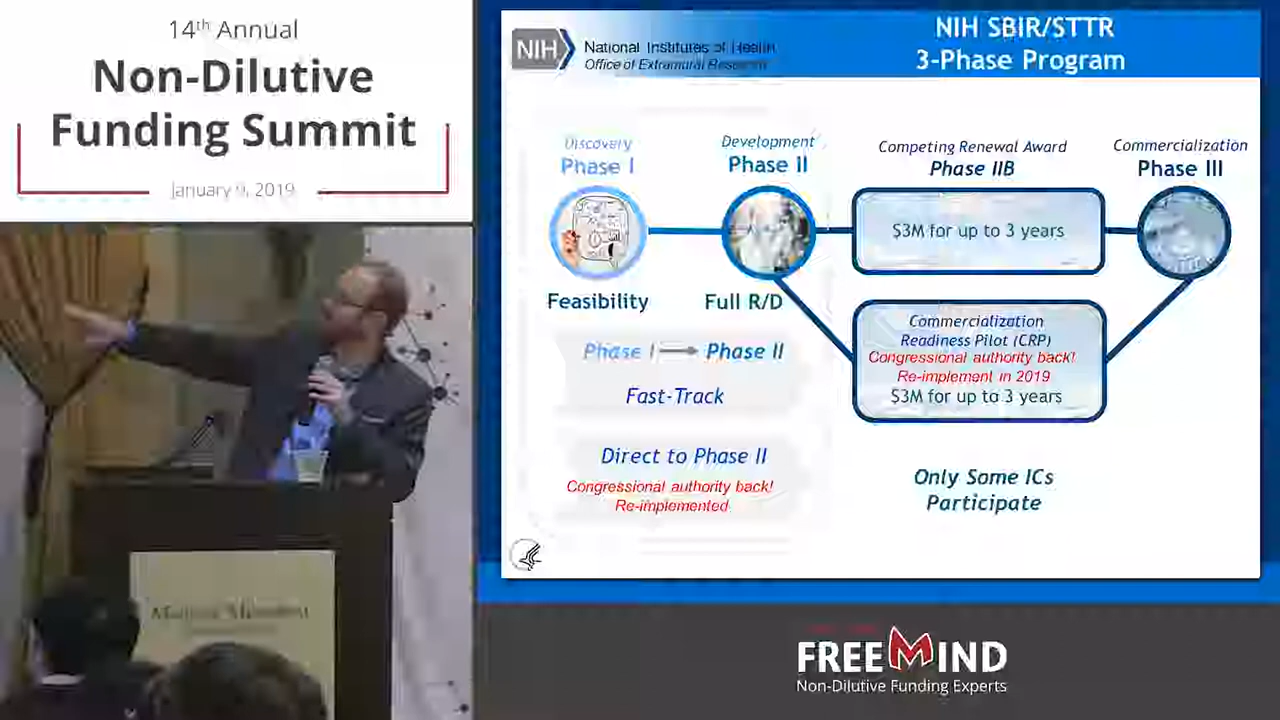 14th Annual
Non-Dilutive
Funding Summit
January 9, 2019
NIH
National Institutes of Health
Office of Extramural Research
NIH SBIR/STTR
3-Phase Program
Discovery
Phase I
Development
Phase II
Competing Renewal Award
Phase IIB
Commercialization
Phase III
$3M for up to 3 years
Feasibility
Full R/D
Commercialization
Readiness Pilot (CRP)
Congressional authority back!
Re-implement in 2019
$3M for up to 3 years
Phase I
Phase II
Fast-Track
Direct to Phase II
Congressional authority back!
Re-implemented
Only Some ICs
Participate
FREEMIND
Non-Dilutive Funding Experts